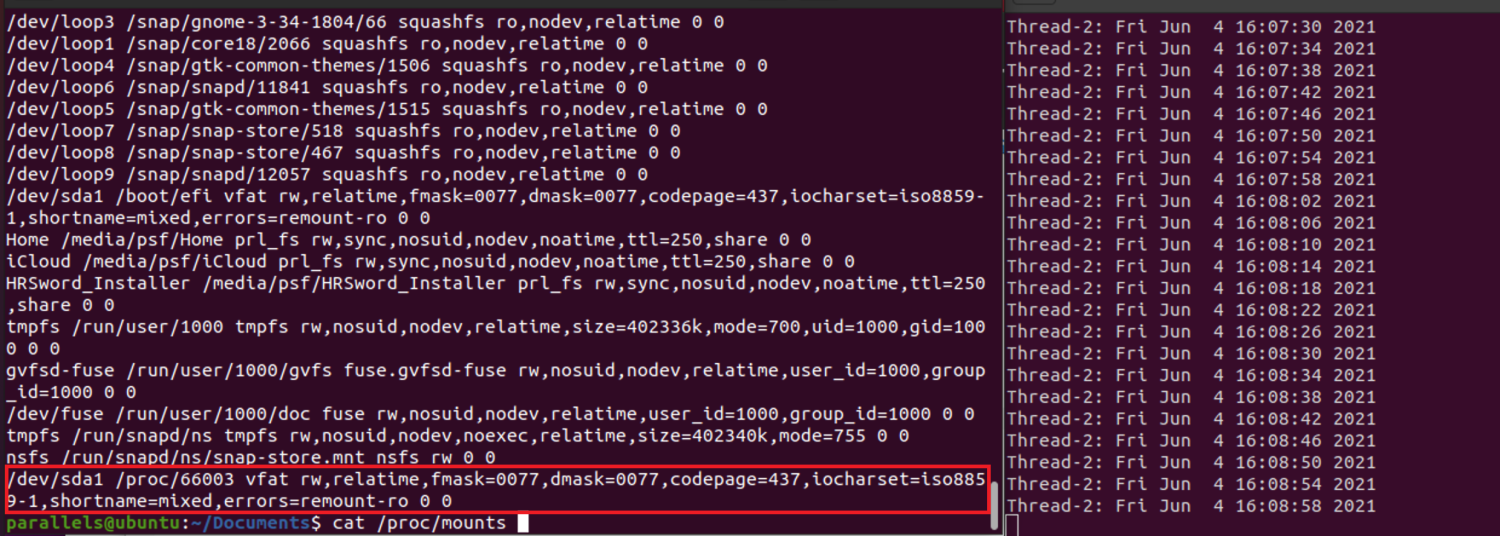 /dev/loop3 /snap/gnome-3-34-1804/66 squashfs ro,nodev,relatime 0 0
/dev/loop1 /snap/core18/2066 squashfs ro,nodev,relatime 0 0
/dev/loop4 /snap/gtk-common-themes/1506 squashfs ro,nodev,relatime 0 0
/dev/loop6 /snap/snapd/11841 squashfs ro,nodev,relatime 0 0
/dev/loop5 /snap/gtk-common-themes/1515 squashfs ro,nodev,relatime 0 0
/dev/loop7 /snap/snap-store/518 squashfs ro,nodev,relatime 0 0
/dev/loop8 /snap/snap-store/467 squashfs ro,nodev,relatime 0 0
/dev/loop9 /snap/snapd/12057 squashfs ro,nodev,relatime 0 0
/dev/sda1 /boot/efi vfat rw,relatime,fmask=0077,dmask=0077,codepage=437,iocharset=iso8859-
1,shortname=mixed,errors=remount-ro 0 0
Home /media/psf/Home prl_fs rw,sync,nosuid,nodev,noatime,ttl=250,share 0 0
iCloud /media/psf/iCloud prl_fs rw,sync,nosuid,nodev,noatime,ttl=250,share 0 0
HRSword_Installer /media/psf/HRSword_Installer prl_fs rw,sync,nosuid,nodev,noatime,ttl=250
,share 0 0
tmpfs /run/user/1000 tmpfs rw,nosuid,nodev,relatime,size=402336k,mode=700,uid=1000,gid=100
0 0 0
gvfsd-fuse /run/user/1000/gvfs fuse.gvfsd-fuse rw,nosuid,nodev,relatime,user_id=1000,group
_id=1000 0 0
/dev/fuse /run/user/1000/doc fuse rw,nosuid,nodev,relatime,user_id=1000,group_id=1000 0 0
tmpfs /run/snapd/ns tmpfs rw,nosuid,nodev,noexec,relatime,size=402340k,mode=755 0 0
nsfs /run/snapd/ns/snap-store.mnt nsfs rw 0 0
/dev/sda1 /proc/66003 vfat rw,relatime,fmask=0077,dmask=0077,codepage=437,iocharset=iso885
9-1,shortname=mixed,errors=remount-ro 0 0
parallels@ubuntu:~/Documents$ cat /proc/mounts
Thread-2: Fri Jun  4 16:07:30 2021
Thread-2: Fri Jun  4 16:07:34 2021
Thread-2: Fri Jun  4 16:07:38 2021
Thread-2: Fri Jun  4 16:07:42 2021
Thread-2: Fri Jun  4 16:07:46 2021
Thread-2: Fri Jun  4 16:07:50 2021
Thread-2: Fri Jun  4 16:07:54 2021
Thread-2: Fri Jun  4 16:07:58 2021
Thread-2: Fri Jun  4 16:08:02 2021
Thread-2: Fri Jun  4 16:08:06 2021
Thread-2: Fri Jun  4 16:08:10 2021
Thread-2: Fri Jun  4 16:08:14 2021
Thread-2: Fri Jun  4 16:08:18 2021
Thread-2: Fri Jun  4 16:08:22 2021
Thread-2: Fri Jun  4 16:08:26 2021
Thread-2: Fri Jun  4 16:08:30 2021
Thread-2: Fri Jun  4 16:08:34 2021
Thread-2: Fri Jun  4 16:08:38 2021
Thread-2: Fri Jun  4 16:08:42 2021
Thread-2: Fri Jun  4 16:08:46 2021
Thread-2: Fri Jun  4 16:08:50 2021
Thread-2: Fri Jun  4 16:08:54 2021
Thread-2: Fri Jun  4 16:08:58 2021